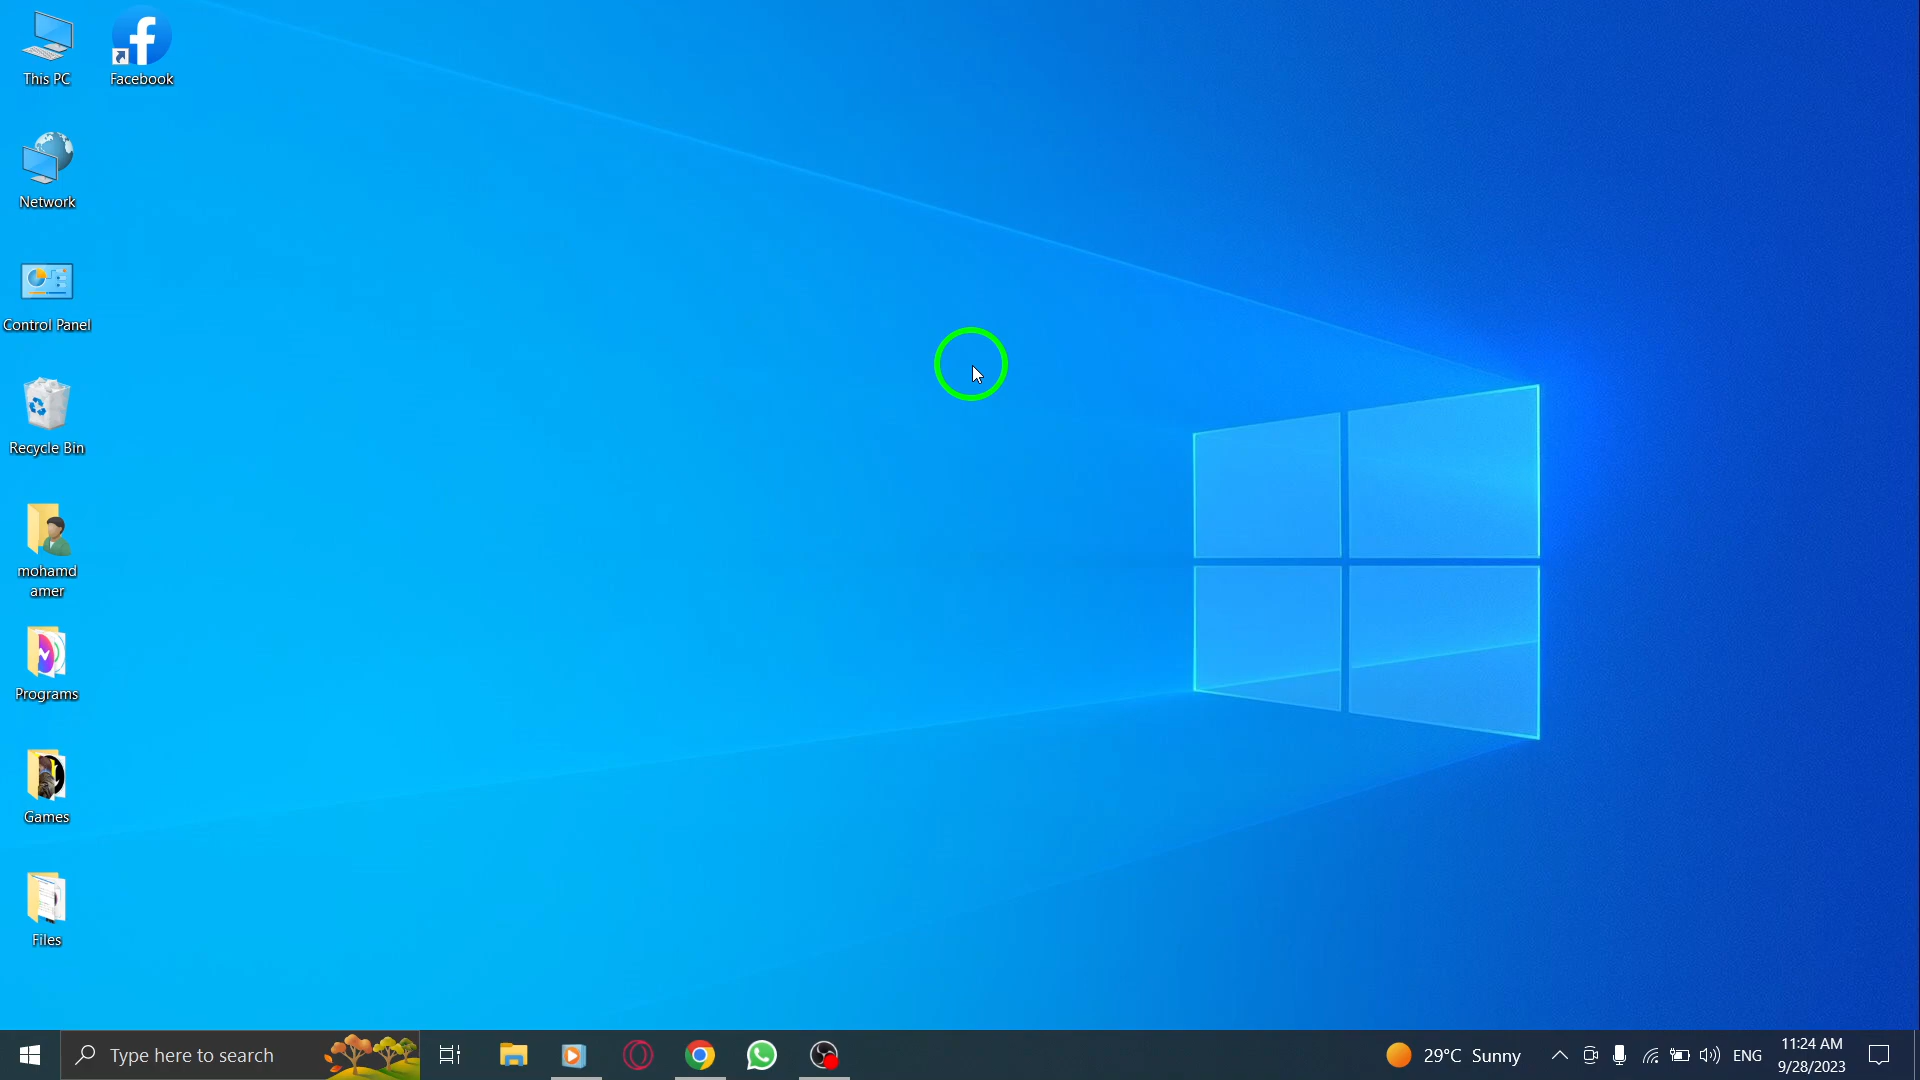 This PC
Facebook
Network
Control Panel
Recycle Bin
mohamd
amer
Programs
Games
Files
Type here to search
29°C Sunny
ENG
11:24 AM
9/28/2023